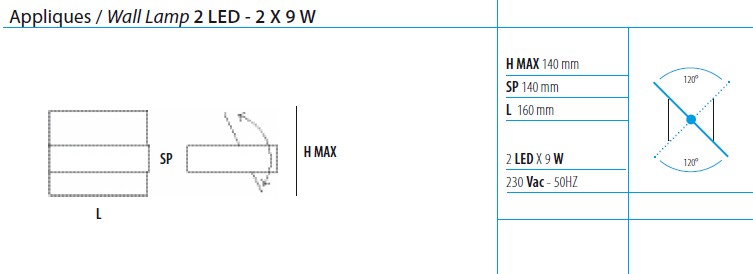 Appliques / Wall Lamp 2 LED - 2 X 9 W
H MAX 140 mm
SP 140 mm
L 160 mm
120°
SP
H MAX
L
2 LED X 9 W
230 Vac - 50HZ
120°